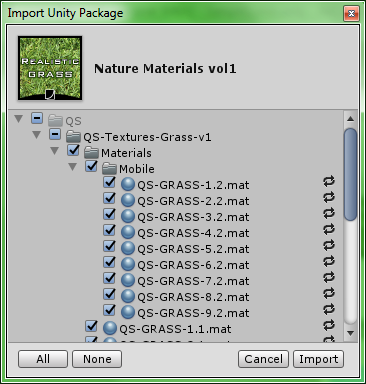 Import Unity Package
REALISTIC
GRASS
Nature Materials vol1
QS
QS-Textures-Grass-v1
Materials
Mobile
QS-GRASS-1.2.mat
QS-GRASS-2.2.mat
QS-GRASS-3.2.mat
QS-GRASS-4.2.mat
QS-GRASS-5.2.mat
QS-GRASS-6.2.mat
QS-GRASS-7.2.mat
QS-GRASS-8.2.mat
QS-GRASS-9.2.mat
QS-GRASS-1.1.mat
All None Cancel Import